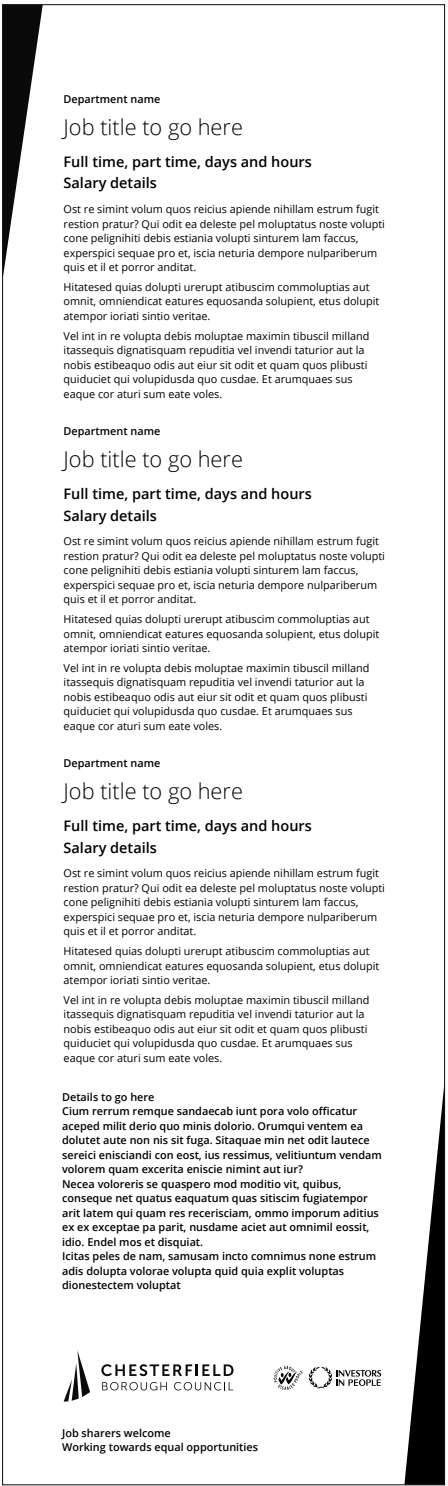 Department name
Job title to go here
Full time, part time, days and hours
Salary details
Ost re simint volum quos reicius apiende nihillam estrum fugit
restion pratur? Qui odit ea deleste pel moluptatus noste volupti
cone pelignihiti debis estiania volupti sinturem lam faccus,
experspici sequae pro et, iscia neturia dempore nulpariberum
quis et il et porror anditat.
Hitatesed quias dolupti urerupt atibuscim commoluptias aut
omnit, omniendicat eatures equosanda solupient, etus dolupit
atempor ioriati sintio veritae.
Vel int in re volupta debis moluptae maximin tibuscil milland
itassequis dignatisquam repuditia vel invendi taturior aut la
nobis estibeaquo odis aut eiur sit odit et quam quos plibusti
quiduciet qui volupidusda quo cusdae. Et arumquaes sus
eaque cor aturi sum eate voles.
Department name
Job title to go here
Full time, part time, days and hours
Salary details
Ost re simint volum quos reicius apiende nihillam estrum fugit
restion pratur? Qui odit ea deleste pel moluptatus noste volupti
cone pelignihiti debis estiania volupti sinturem lam faccus,
experspici sequae pro et, iscia neturia dempore nulpariberum
quis et il et porror anditat.
Hitatesed quias dolupti urerupt atibuscim commoluptias aut
omnit, omniendicat eatures equosanda solupient, etus dolupit
atempor ioriati sintio veritae.
Vel int in re volupta debis moluptae maximin tibuscil milland
itassequis dignatisquam repuditia vel invendi taturior aut la
nobis estibeaquo odis aut eiur sit odit et quam quos plibusti
quiduciet qui volupidusda quo cusdae. Et arumquaes sus
eaque cor aturi sum eate voles.
Department name
Job title to go here
Full time, part time, days and hours
Salary details
Ost re simint volum quos reicius apiende nihillam estrum fugit
restion pratur? Qui odit ea deleste pel moluptatus noste volupti
cone pelignihiti debis estiania volupti sinturem lam faccus,
experspici sequae pro et, iscia neturia dempore nulpariberum
quis et il et porror anditat.
Hitatesed quias dolupti urerupt atibuscim commoluptias aut
omnit, omniendicat eatures equosanda solupient, etus dolupit
atempor ioriati sintio veritae.
Vel int in re volupta debis moluptae maximin tibuscil milland
itassequis dignatisquam repuditia vel invendi taturior aut la
nobis estibeaquo odis aut eiur sit odit et quam quos plibusti
quiduciet qui volupidusda quo cusdae. Et arumquaes sus
eaque cor aturi sum eate voles.
Details to go here
Cium rerrum remque sandaecab iunt pora volo officatur
aceped milit derio quo minis dolorio. Orumqui ventem ea
dolutet aute non nis sit fuga. Sitaquae min net odit lautece
sereici enisciandi con eost, ius ressimus, velitiuntum vendam
volorem quam excerita eniscie nimint aut iur?
Necea voloreris se quaspero mod moditio vit, quibus,
conseque net quatus eaquatum quas sitiscim fugiatempor
arit latem qui quam res recerisciam, ommo imporum aditius
ex ex exceptae pa parit, nusdame aciet aut omnimil eossit,
idio. Endel mos et disquiat.
Icitas peles de nam, samusam incto comnimus none estrum
adis dolupta volorae volupta quid quia explit voluptas
dionestectem voluptat
CHESTERFIELD
BOROUGH COUNCIL
INVESTORS
IN PEOPLE
Job sharers welcome
Working towards equal opportunities